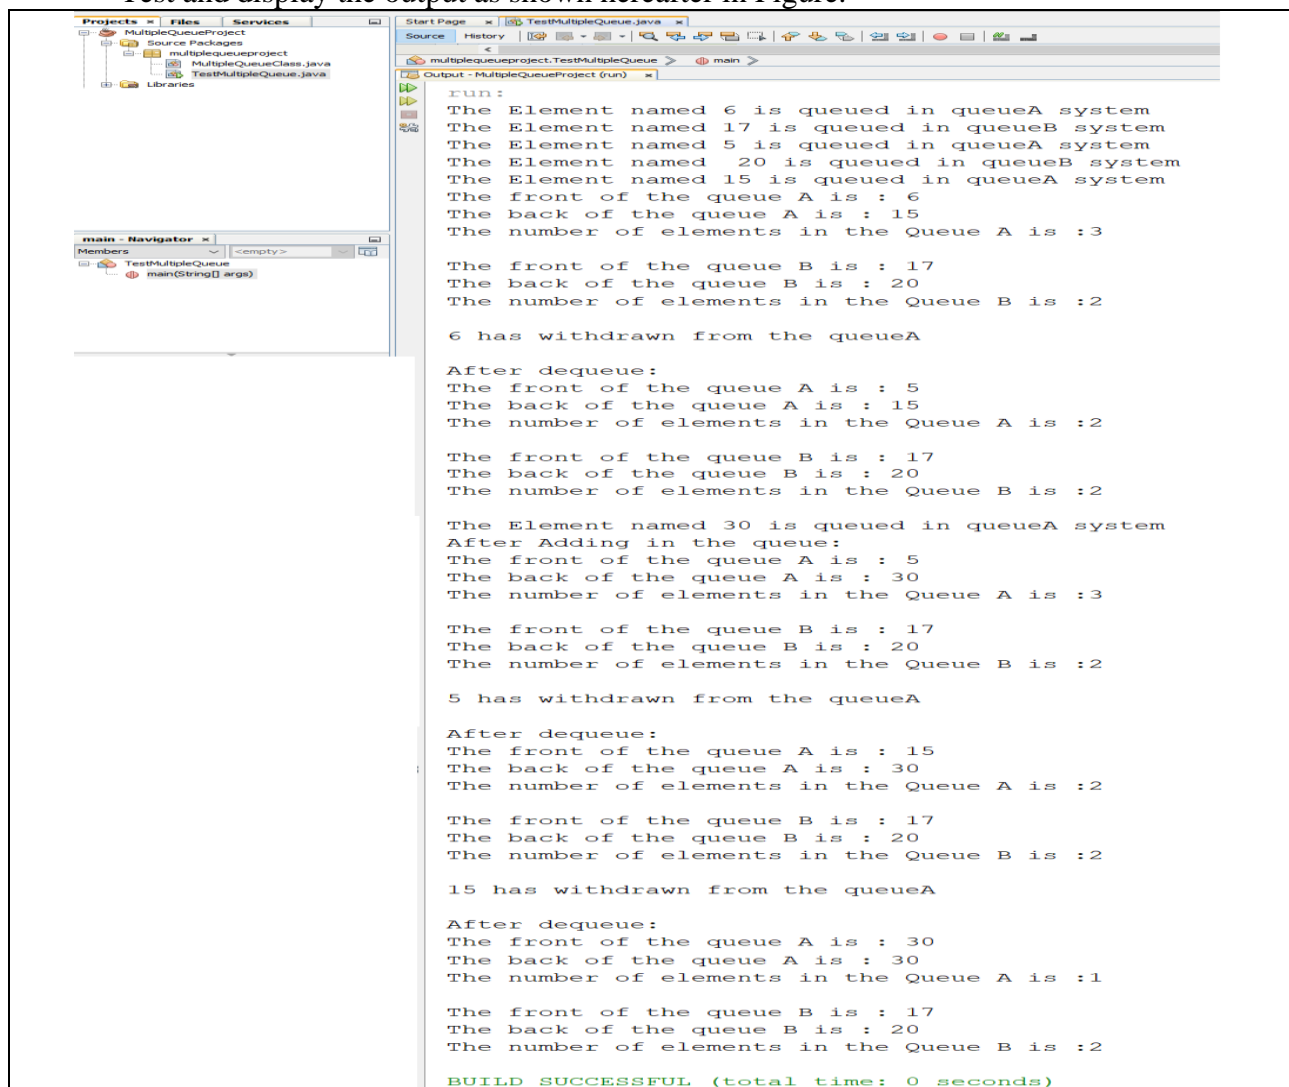 Test and display the output as shown hereafter in Figure.
Projects × Files Services
MultipleQueueProject
Source Packages
multiplequeueproject
MultipleQueueClass.java
TestMultipleQueue.java
Libraries
main - Navigator ×
Members <empty>
TestMultipleQueue
main(String[] args)
Start Page × TestMultipleQueue.java ×
Source History
multiplequeueproject.TestMultipleQueue main
Output - MultipleQueueProject (run) ×
run:
The Element named 6 is queued in queueA system
The Element named 17 is queued in queueB system
The Element named 5 is queued in queueA system
The Element named  20 is queued in queueB system
The Element named 15 is queued in queueA system
The front of the queue A is : 6
The back of the queue A is : 15
The number of elements in the Queue A is :3
The front of the queue B is : 17
The back of the queue B is : 20
The number of elements in the Queue B is :2
6 has withdrawn from the queueA
After dequeue:
The front of the queue A is : 5
The back of the queue A is : 15
The number of elements in the Queue A is :2
The front of the queue B is : 17
The back of the queue B is : 20
The number of elements in the Queue B is :2
The Element named 30 is queued in queueA system
After Adding in the queue:
The front of the queue A is : 5
The back of the queue A is : 30
The number of elements in the Queue A is :3
The front of the queue B is : 17
The back of the queue B is : 20
The number of elements in the Queue B is :2
5 has withdrawn from the queueA
After dequeue:
The front of the queue A is : 15
The back of the queue A is : 30
The number of elements in the Queue A is :2
The front of the queue B is : 17
The back of the queue B is : 20
The number of elements in the Queue B is :2
15 has withdrawn from the queueA
After dequeue:
The front of the queue A is : 30
The back of the queue A is : 30
The number of elements in the Queue A is :1
The front of the queue B is : 17
The back of the queue B is : 20
The number of elements in the Queue B is :2
BUILD SUCCESSFUL (total time: 0 seconds)